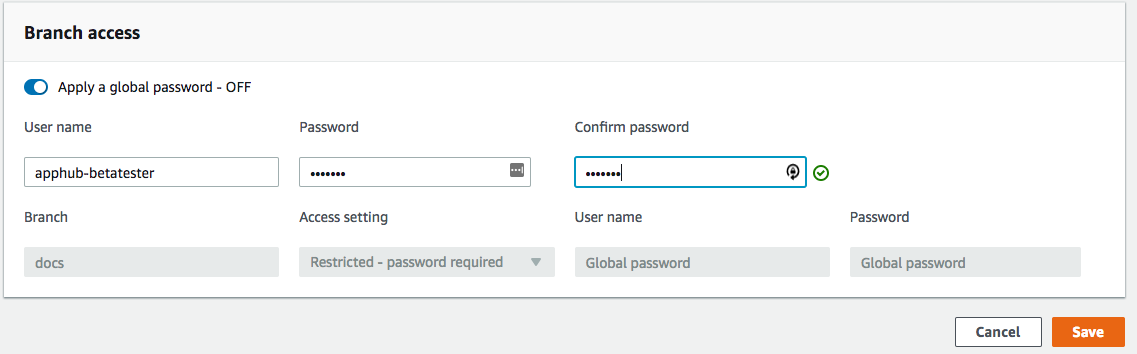 Branch access
Apply a global password - OFF
User name Password Confirm password
apphub-betatester ••••••• •••••••
Branch Access setting User name Password
docs Restricted - password required Global password Global password
Cancel Save